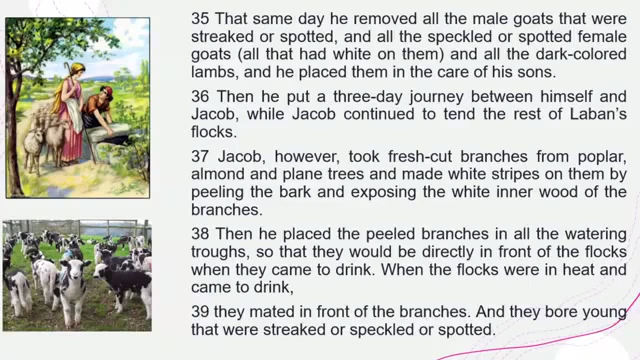 35 That same day he removed all the male goats that were
streaked or spotted, and all the speckled or spotted female
goats (all that had white on them) and all the dark-colored
lambs, and he placed them in the care of his sons.
36 Then he put a three-day journey between himself and
Jacob, while Jacob continued to tend the rest of Laban's
flocks.
37 Jacob, however, took fresh-cut branches from poplar,
almond and plane trees and made white stripes on them by
peeling the bark and exposing the white inner wood of the
branches.
38 Then he placed the peeled branches in all the watering
troughs, so that they would be directly in front of the flocks
when they came to drink. When the flocks were in heat and
came to drink,
39 they mated in front of the branches. And they bore young
that were streaked or speckled or spotted.